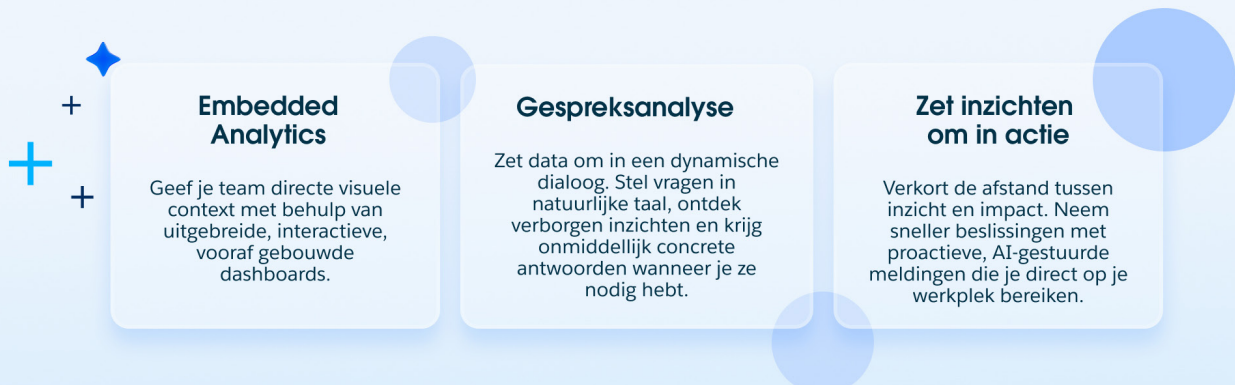 Embedded
Analytics
Geef je team directe visuele
context met behulp van
uitgebreide, interactieve,
vooraf gebouwde
dashboards.
Gespreksanalyse
Zet data om in een dynamische
dialoog. Stel vragen in
natuurlijke taal, ontdek
verborgen inzichten en krijg
onmiddellijk concrete
antwoorden wanneer je ze
nodig hebt.
Zet inzichten
om in actie
Verkort de afstand tussen
inzicht en impact. Neem
sneller beslissingen met
proactieve, AI-gestuurde
meldingen die je direct op je
werkplek bereiken.